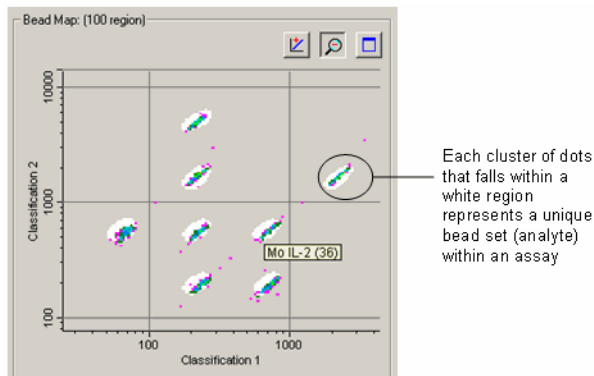 Bead Map: (100 region)
10000
1000
100
Classification 2
Mo IL-2 (36)
100
1000
Classification 1
Each cluster of dots
that falls within a
white region
represents a unique
bead set (analyte)
within an assay